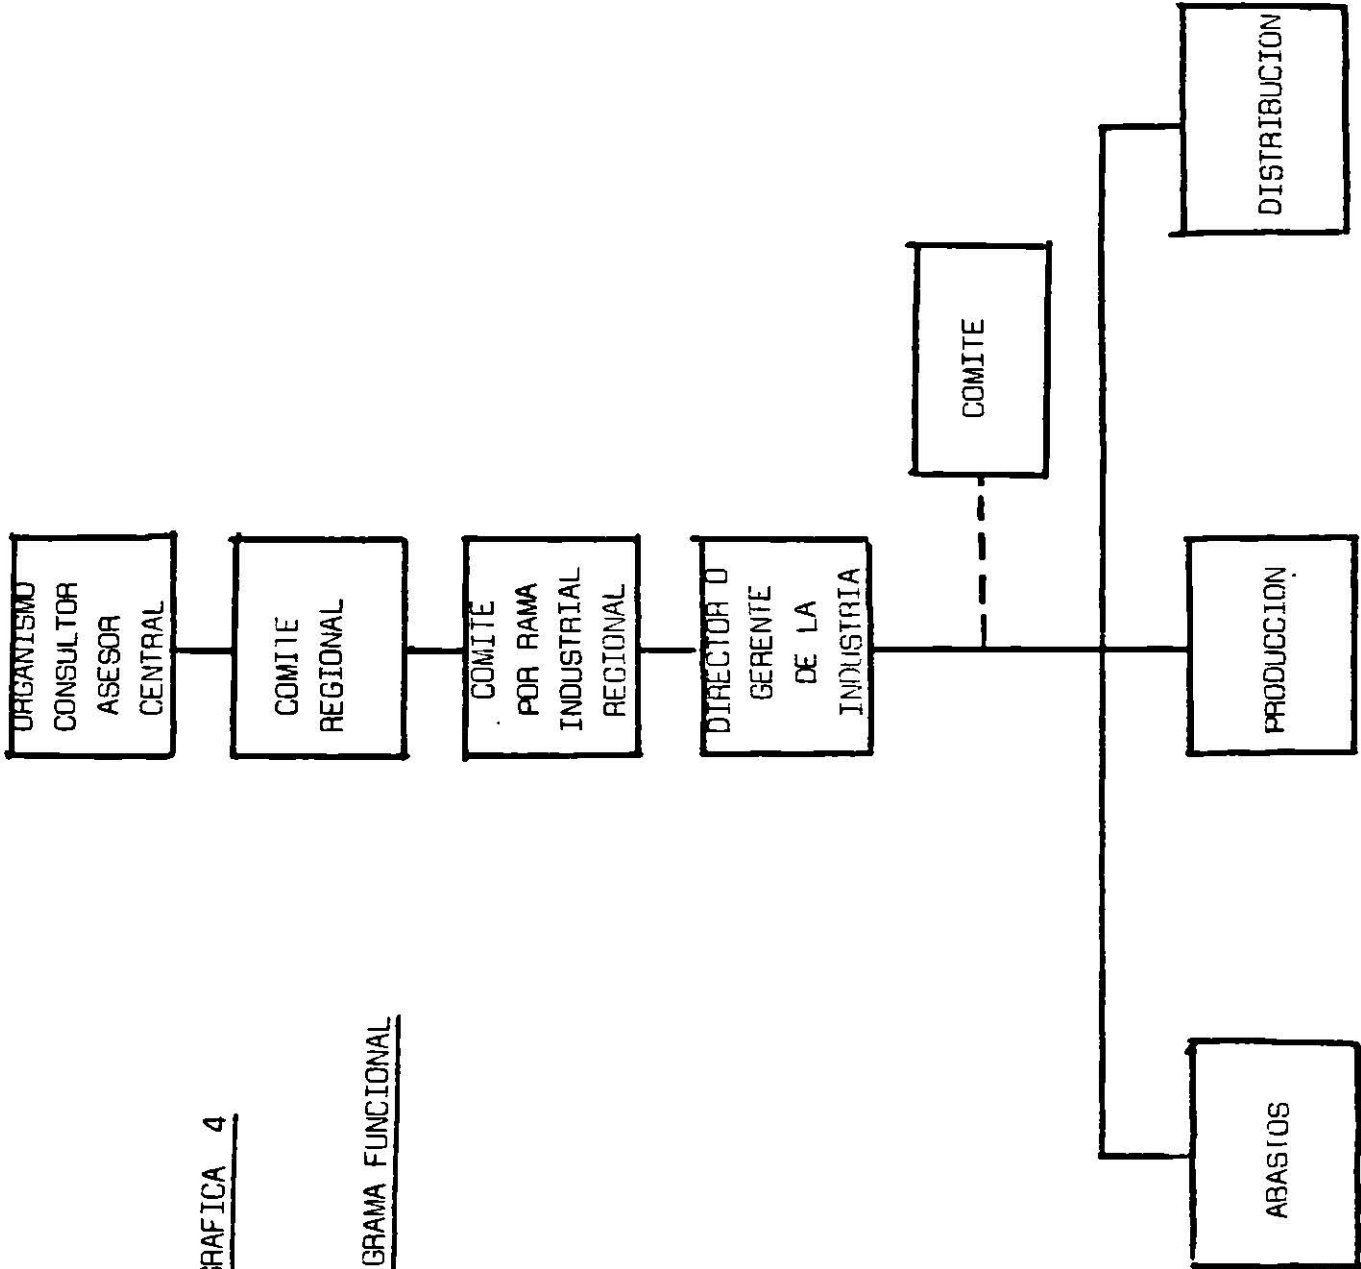 GRAFICA 4
GRAMA FUNCIONAL
ORGANISMO
CONSULTOR
ASESOR
CENTRAL
COMITE
REGIONAL
COMITE
POR RAMA
INDUSTRIAL
REGIONAL
DIRECTOR O
GERENTE
DE LA
INDUSTRIA
COMITE
ABASTOS
PRODUCCION
DISTRIBUCION